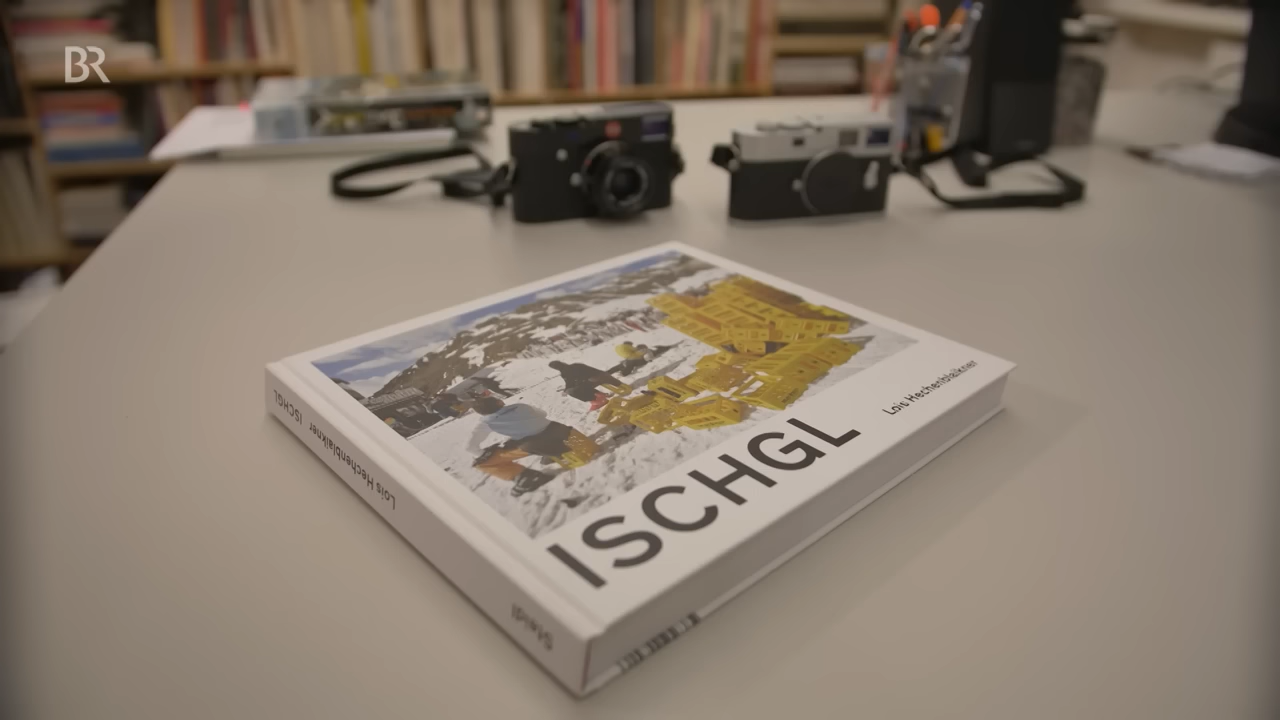 BR
ISCHGL
Lois Hechenblaikner
Lois Hechenblaikner ISCHGL
Steidl